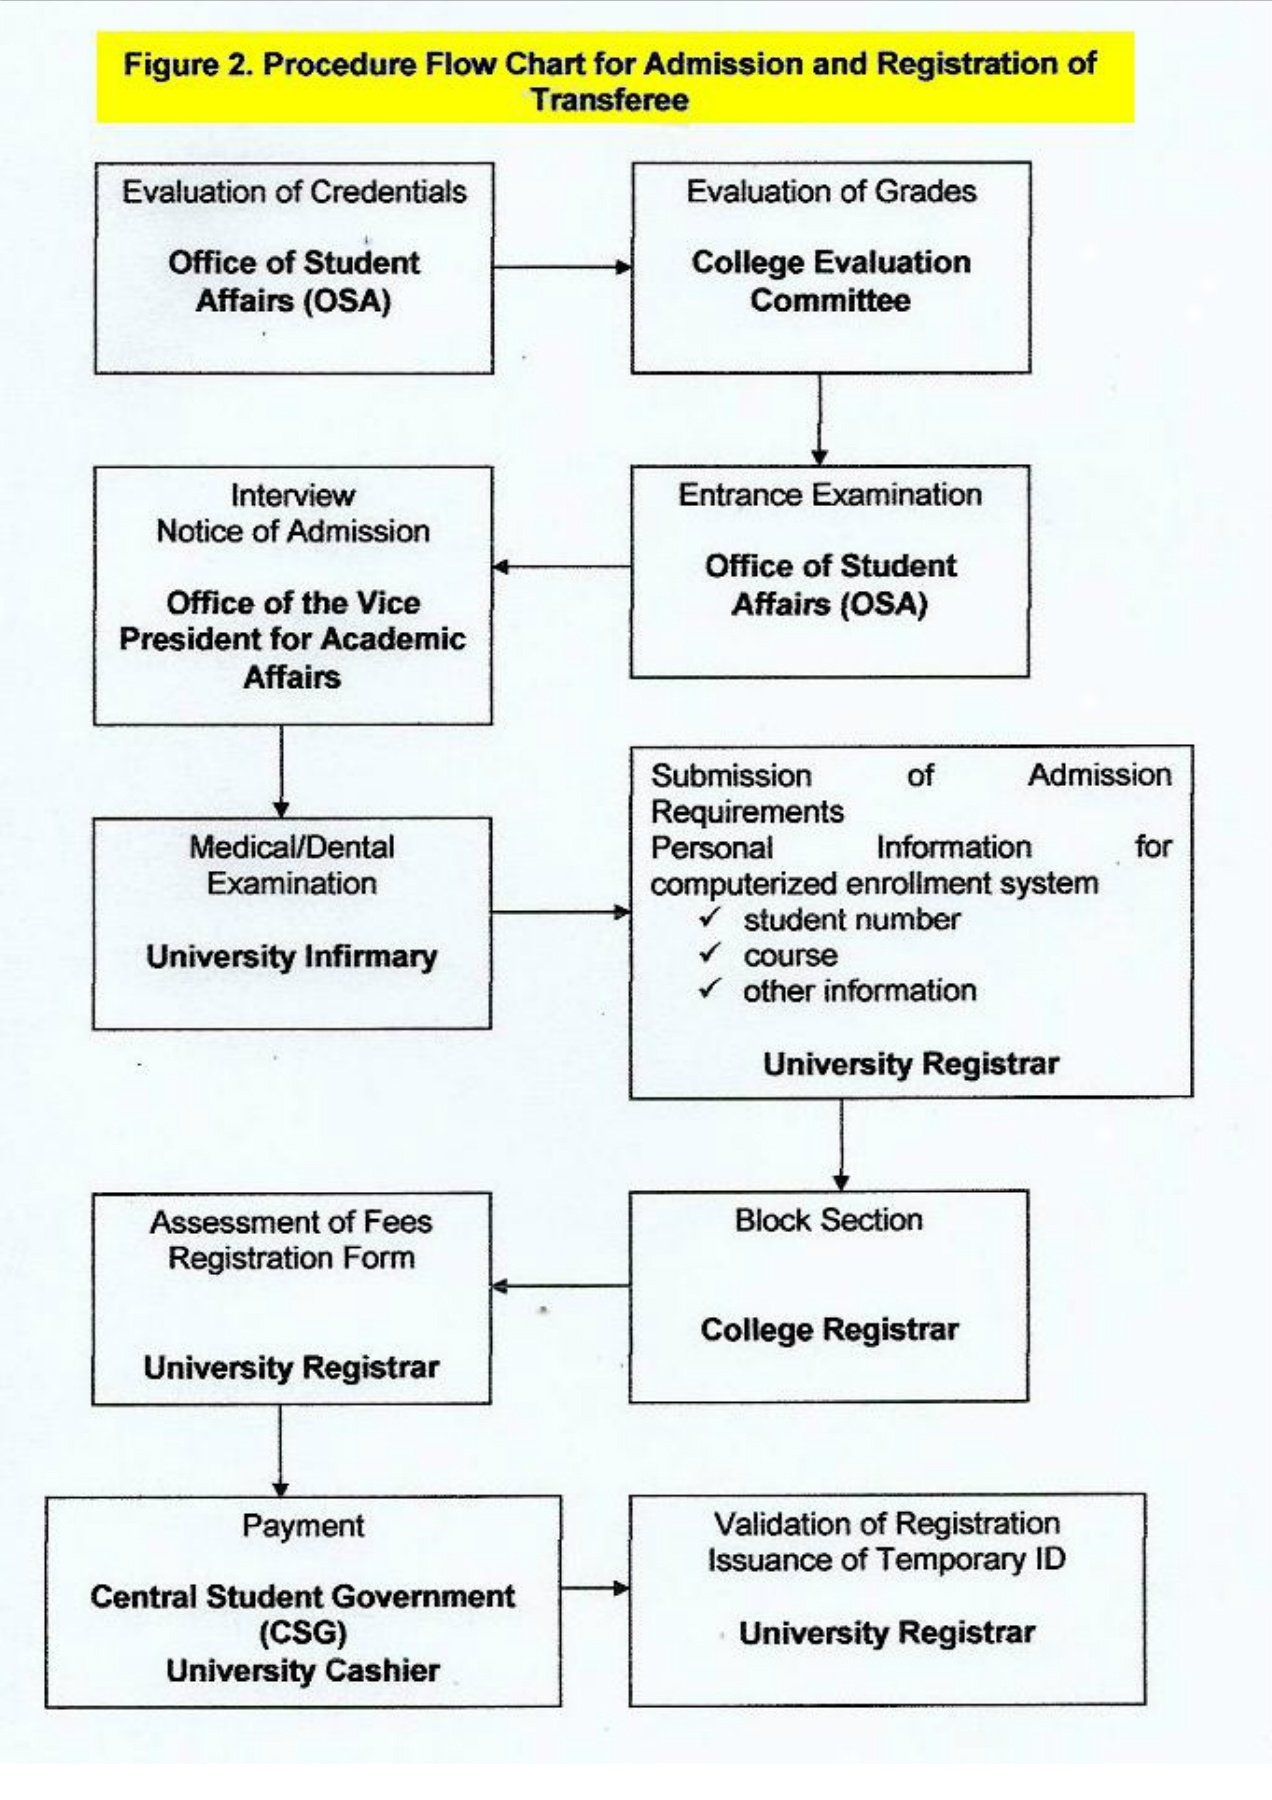 Figure 2. Procedure Flow Chart for Admission and Registration of
Transferee
Evaluation of Credentials
Office of Student
Affairs (OSA)
Evaluation of Grades
College Evaluation
Committee
Entrance Examination
Office of Student
Affairs (OSA)
Interview
Notice of Admission
Office of the Vice
President for Academic
Affairs
Medical/Dental
Examination
University Infirmary
Submission of Admission
Requirements
Personal Information for
computerized enrollment system
✓ student number
✓ course
✓ other information
University Registrar
Block Section
College Registrar
Assessment of Fees
Registration Form
University Registrar
Payment
Central Student Government
(CSG)
University Cashier
Validation of Registration
Issuance of Temporary ID
University Registrar